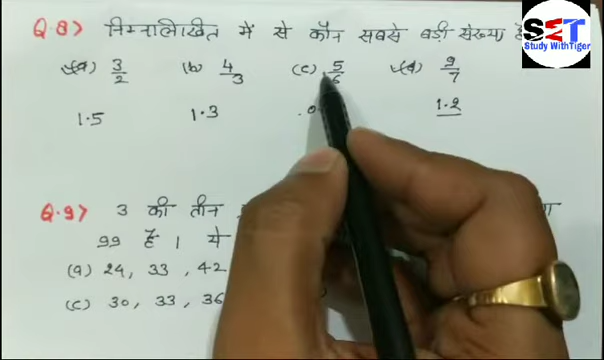 Q.8> निम्नलिखित में से कौन सबसे बड़ी संख्या है
(a) 3/2 (b) 4/3 (c) 5/6 (d) 9/7
1.5 1.3 1.2
SET
Study WithTiger
Q.9> 3 की तीन
99 है । ये
(a) 24, 33, 42
(c) 30, 33, 36